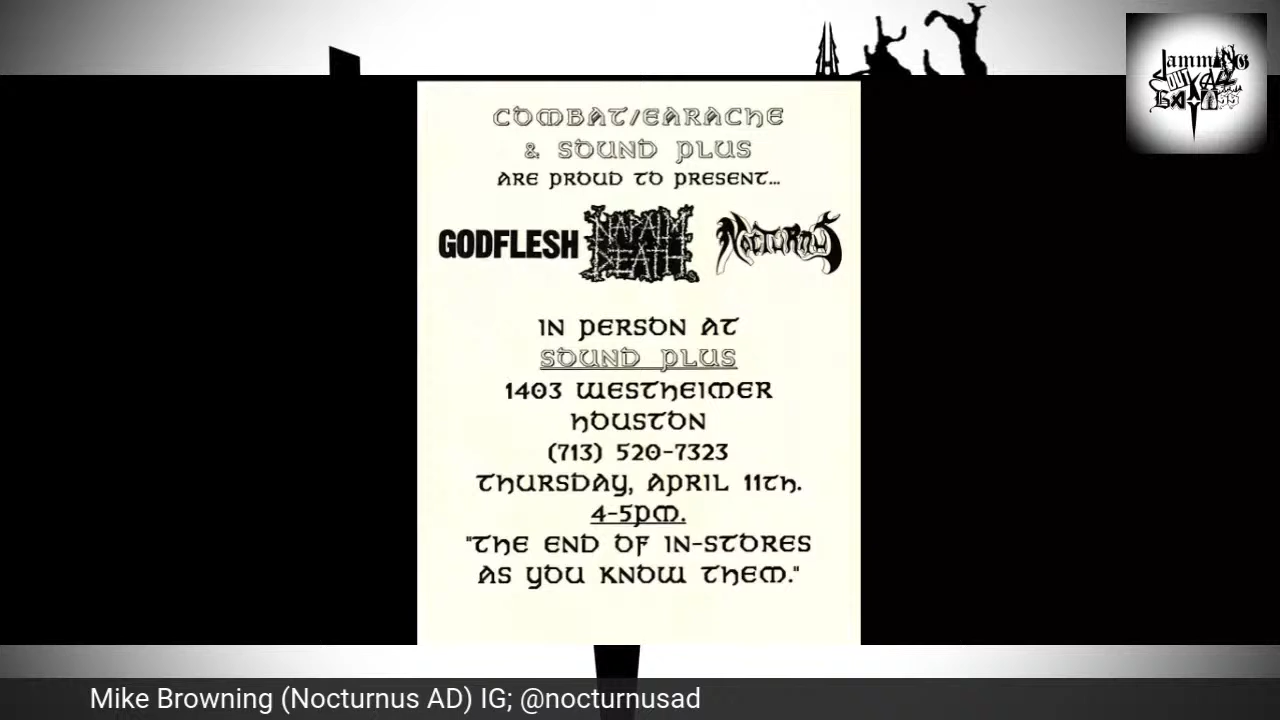 COMBAT/EARACHE
& SOUND PLUS
ARE PROUD TO PRESENT...
GODFLESH
NAPALM DEATH
NOCTURNUS
IN PERSON AT
SOUND PLUS
1403 WESTHEIMER
HOUSTON
(713) 520-7323
THURSDAY, APRIL 11TH.
4-5PM.
"THE END OF IN-STORES
AS YOU KNOW THEM."
Mike Browning (Nocturnus AD) IG; @nocturnusad